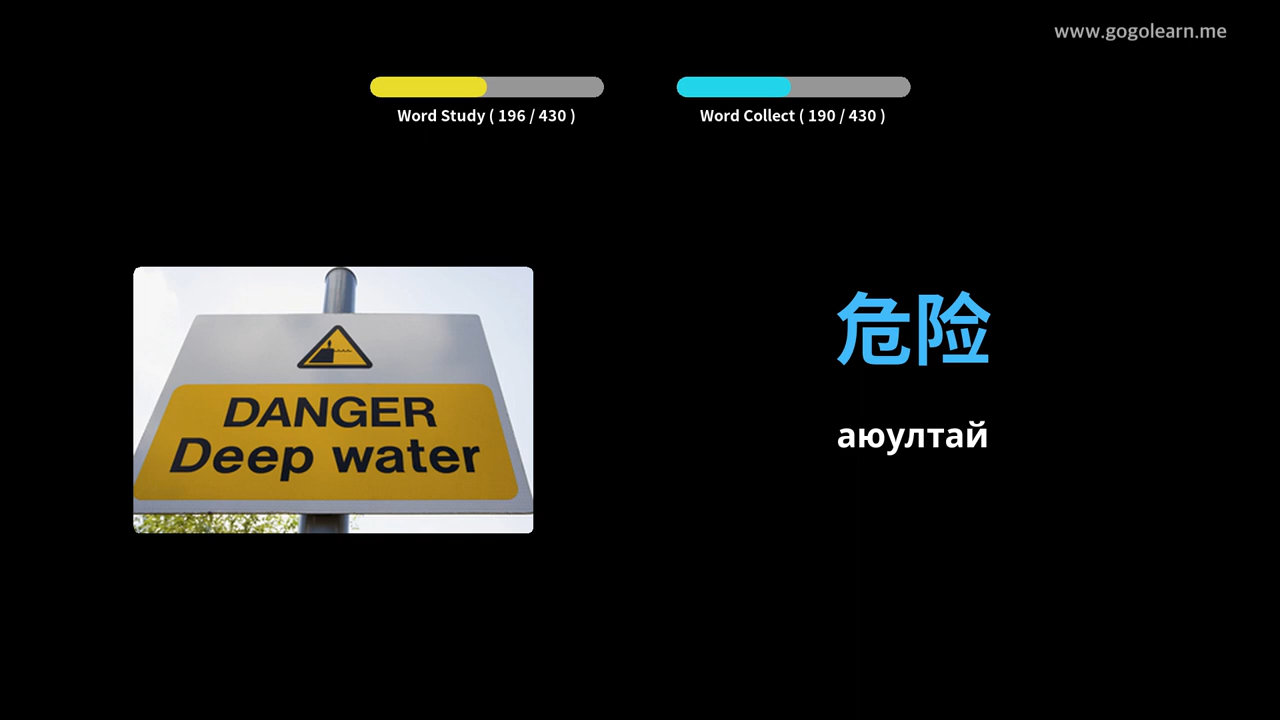 www.gogolearn.me
Word Study ( 196 / 430 )
Word Collect ( 190 / 430 )
DANGER
Deep water
危险
аюултай